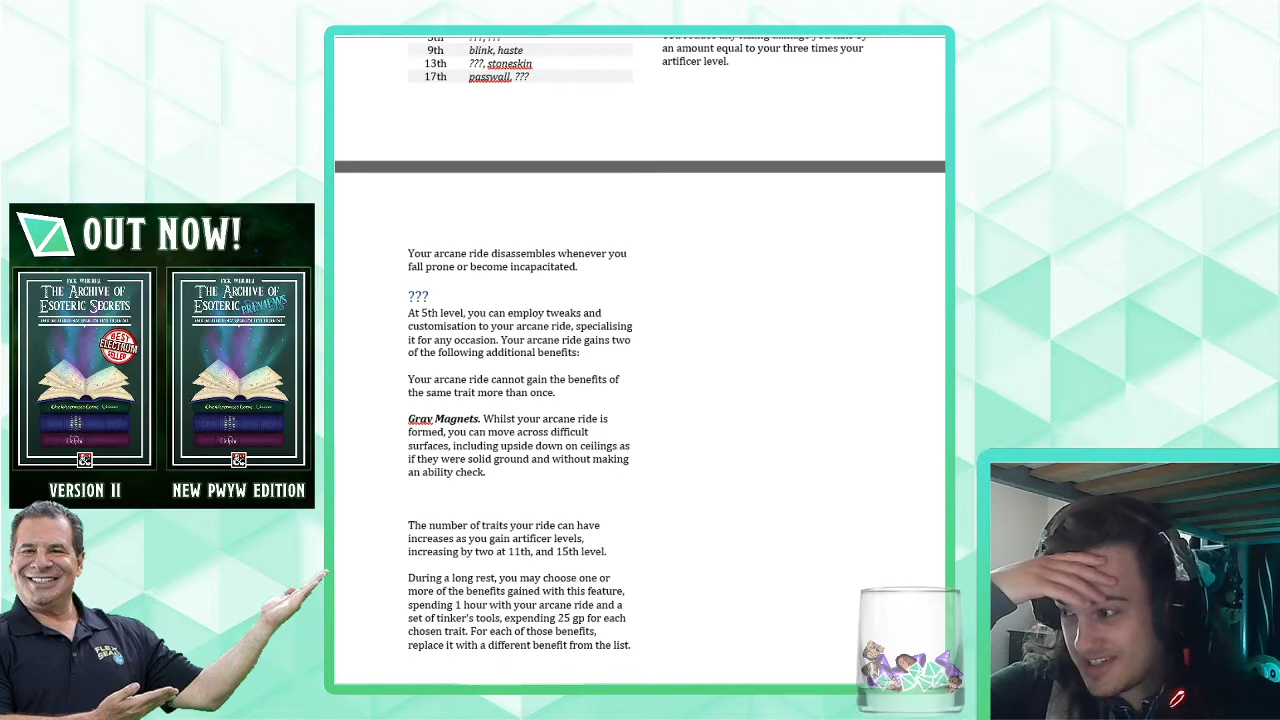 9th blink, haste
13th ???, stoneskin
17th passwall, ???
an amount equal to your three times your
artificer level.
Your arcane ride disassembles whenever you
fall prone or become incapacitated.
???
At 5th level, you can employ tweaks and
customisation to your arcane ride, specialising
it for any occasion. Your arcane ride gains two
of the following additional benefits:
Your arcane ride cannot gain the benefits of
the same trait more than once.
Grav Magnets. Whilst your arcane ride is
formed, you can move across difficult
surfaces, including upside down on ceilings as
if they were solid ground and without making
an ability check.
The number of traits your ride can have
increases as you gain artificer levels,
increasing by two at 11th, and 15th level.
During a long rest, you may choose one or
more of the benefits gained with this feature,
spending 1 hour with your arcane ride and a
set of tinker's tools, expending 25 gp for each
chosen trait. For each of those benefits,
replace it with a different benefit from the list.
OUT NOW!
THE ARCHIVE OF
ESOTERIC SECRETS
BEST
ELECTRUM
SELLER
VERSION II
THE ARCHIVE OF
ESOTERIC PREVIEWS
NEW PWYW EDITION